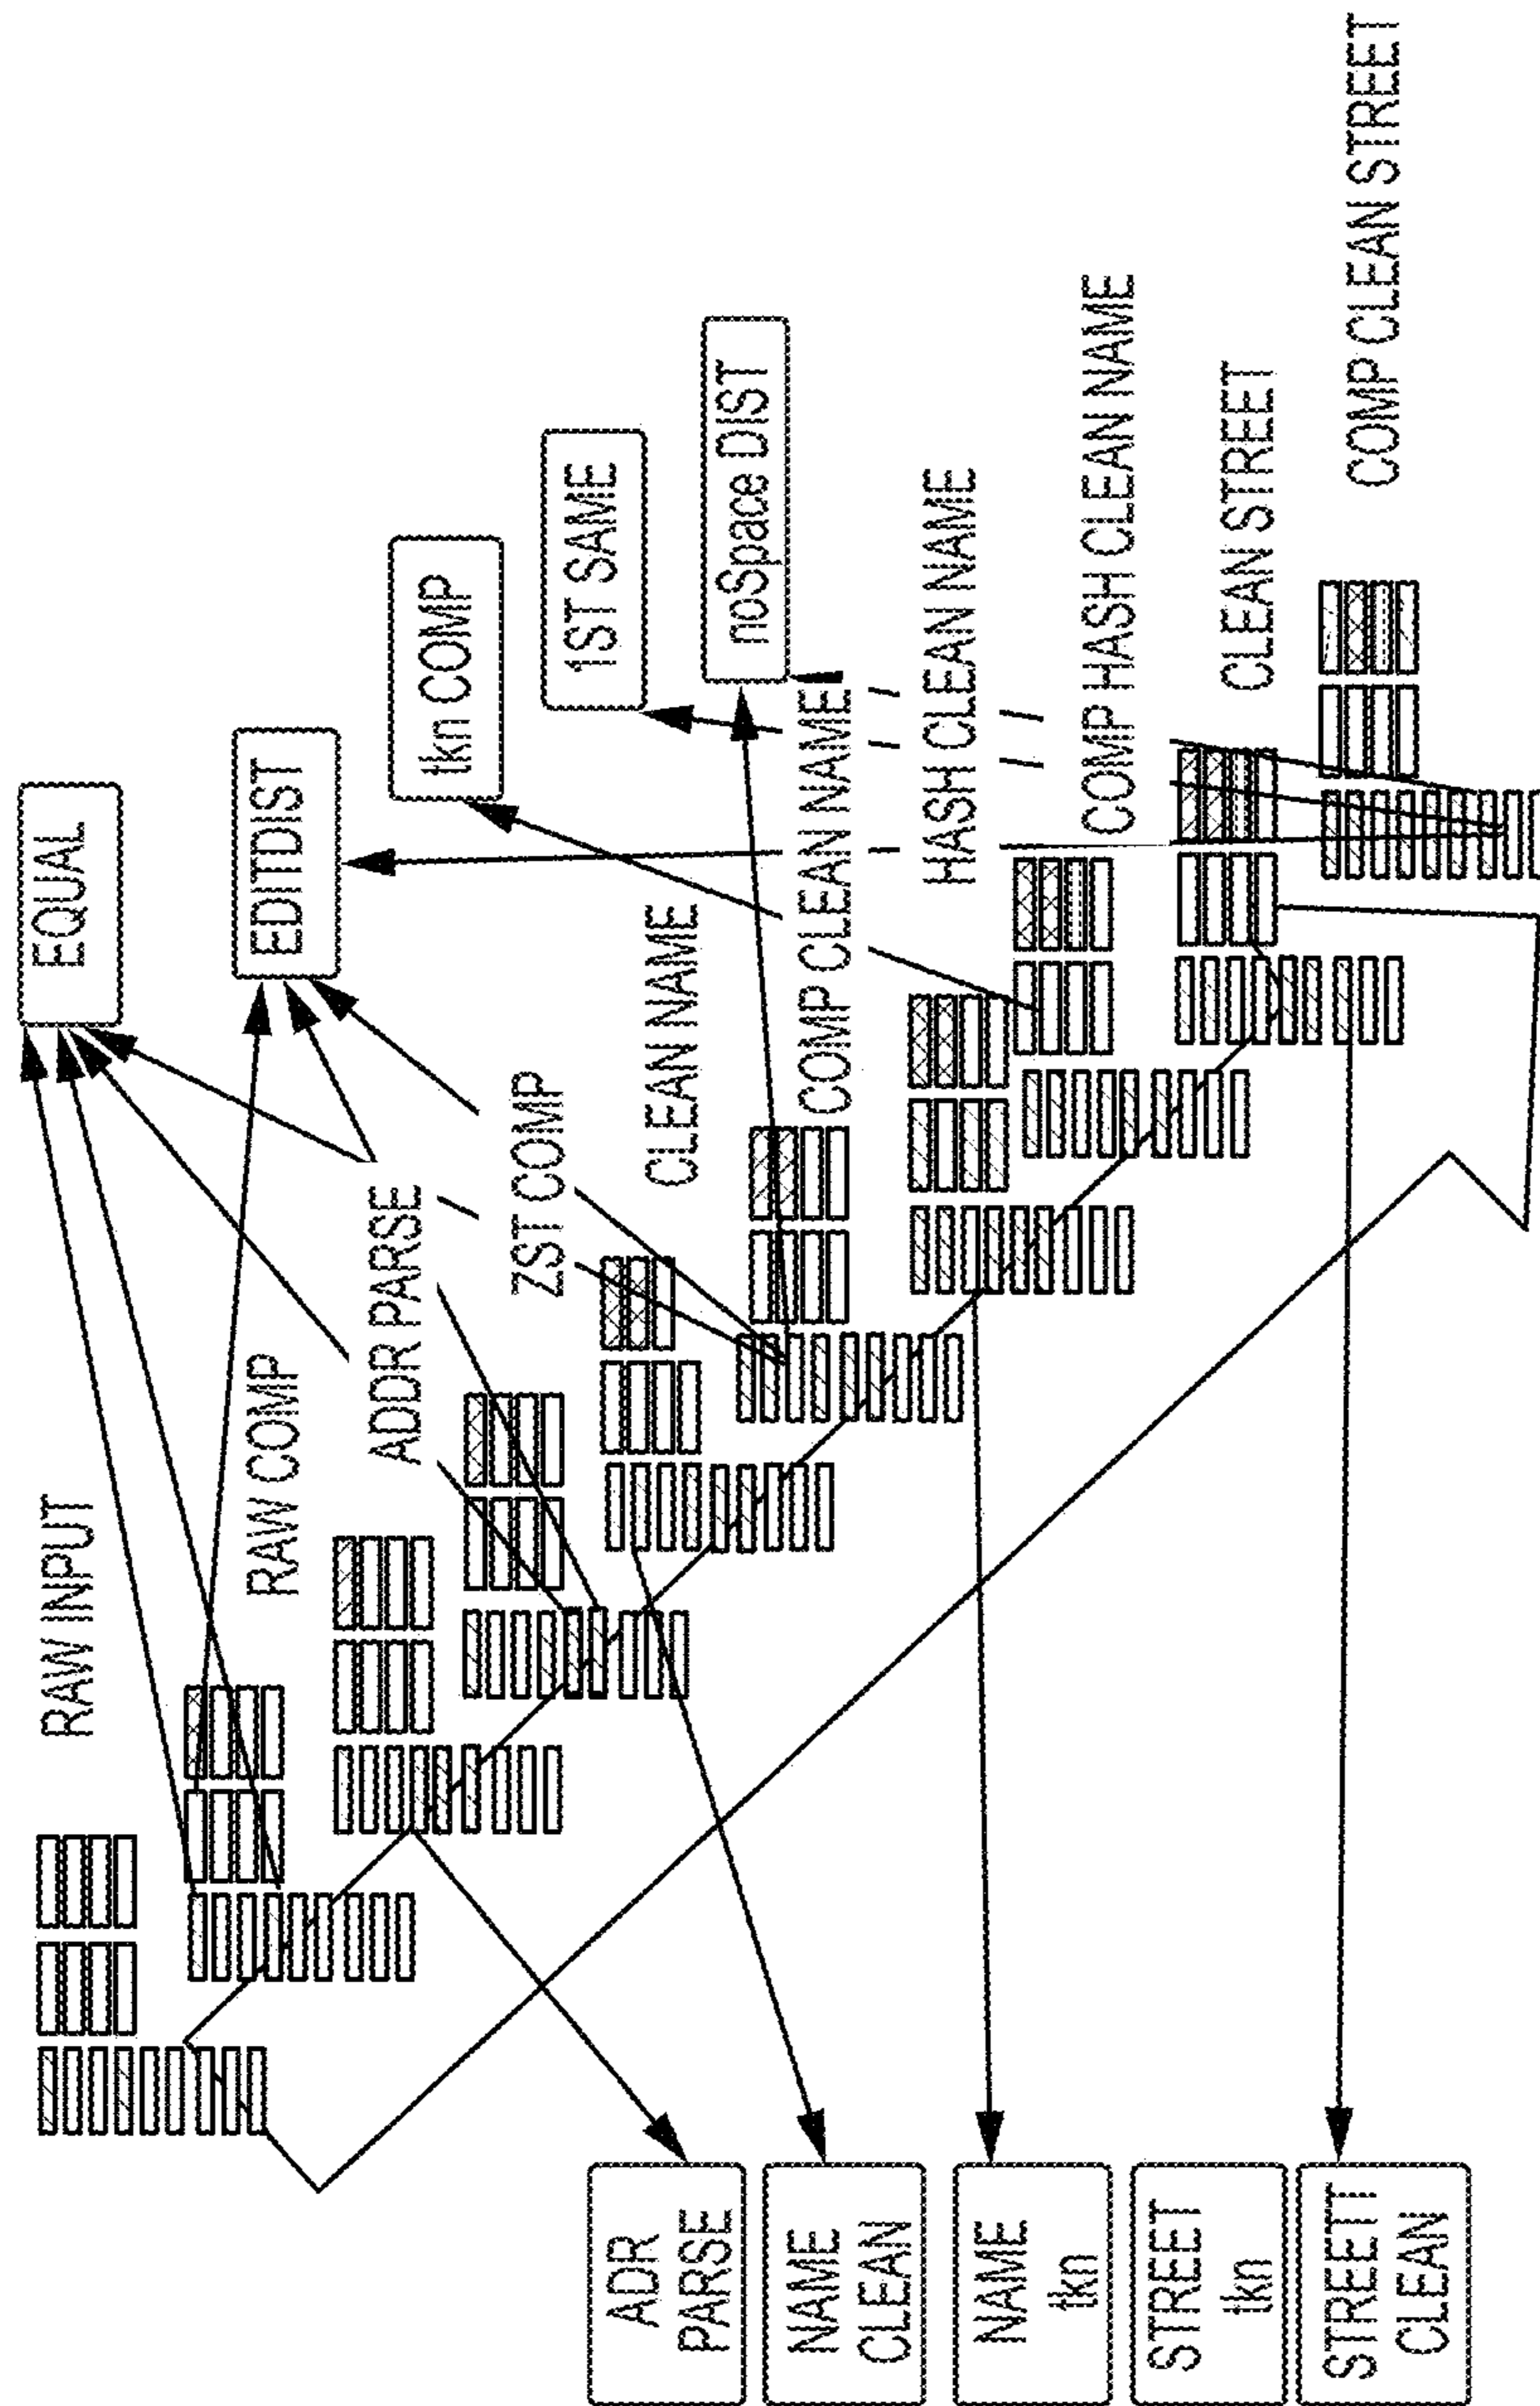 RAW INPUT
EQUAL
RAW COMP
EDITDIST
ADDR PARSE
tkn COMP
ZST COMP
1ST SAME
CLEAN NAME
noSpace DIST
COMP CLEAN NAME
HASH CLEAN NAME
COMP HASH CLEAN NAME
CLEAN STREET
COMP CLEAN STREET
ADR
PARSE
NAME
CLEAN
NAME
tkn
STREET
tkn
STREETT
CLEAN